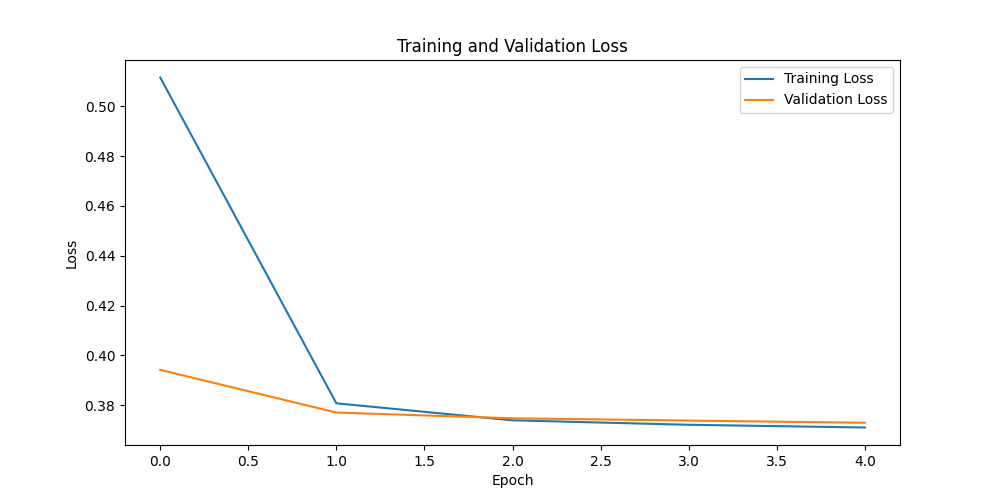 Training and Validation Loss
Training Loss
Validation Loss
Loss
0.50
0.48
0.46
0.44
0.42
0.40
0.38
0.0 0.5 1.0 1.5 2.0 2.5 3.0 3.5 4.0
Epoch